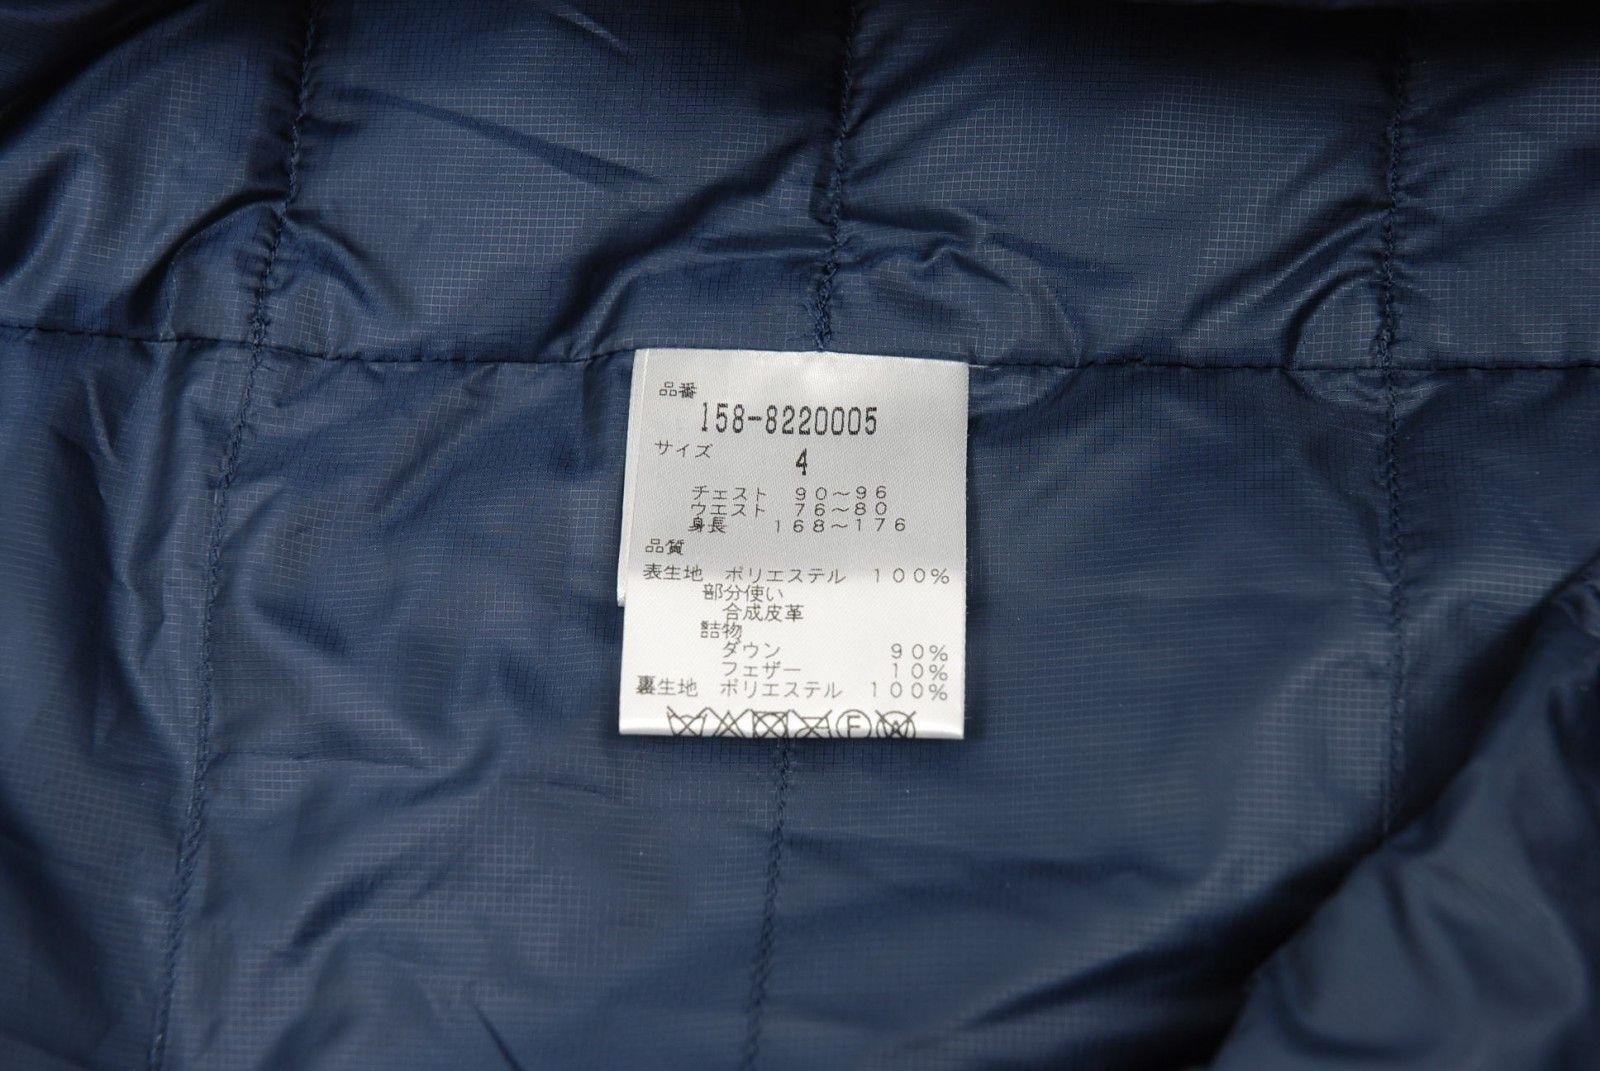 品番
158-8220005
サイズ
4
チェスト 90〜96
ウエスト 76〜80
身長 168〜176
品質
表生地 ポリエステル 100%
部分使い
合成皮革
詰物
ダウン 90%
フェザー 10%
裏生地 ポリエステル 100%
F W